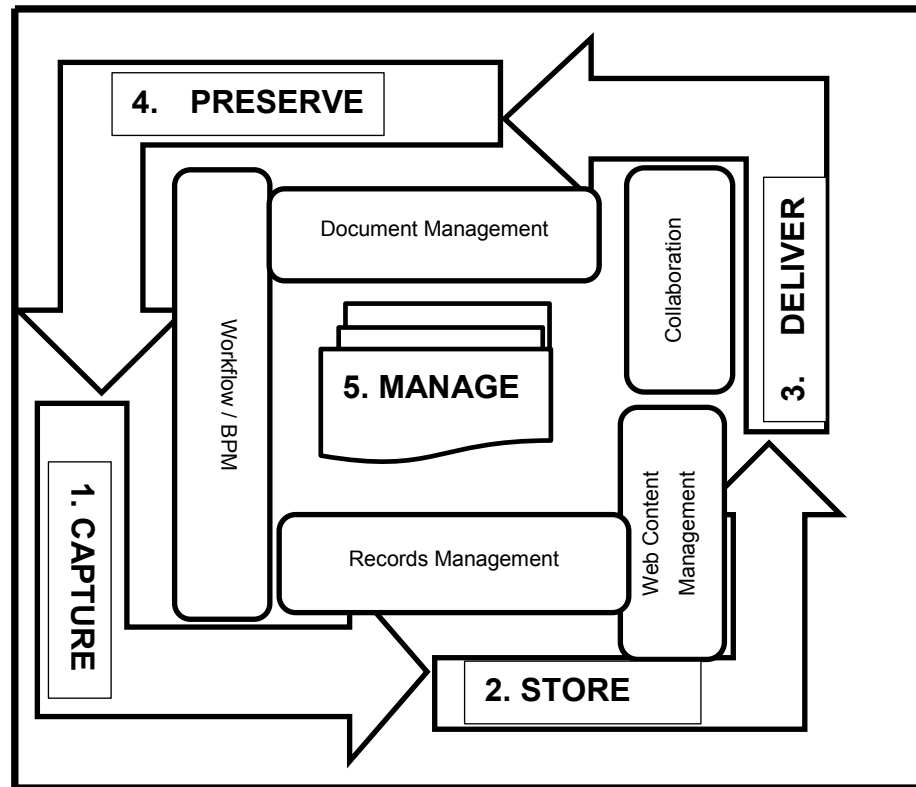 4. PRESERVE
Document Management
Collaboration
3. DELIVER
Workflow / BPM
5. MANAGE
1. CAPTURE
Records Management
Web Content
Management
2. STORE